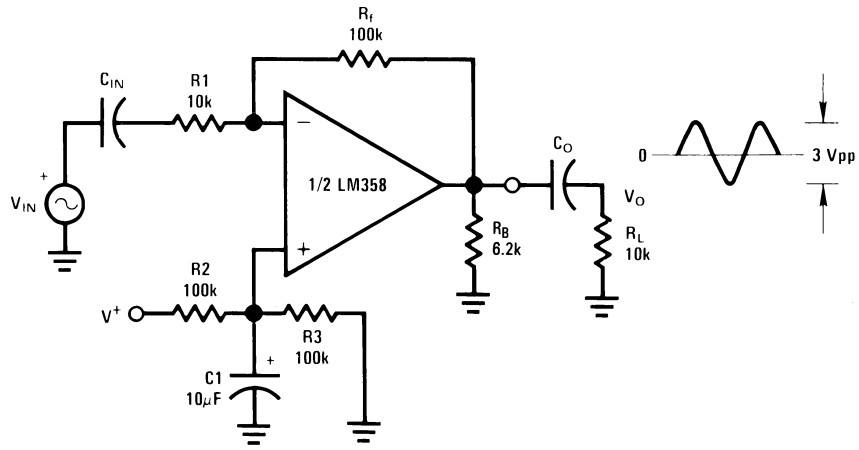 Rf
100k
CIN
R1
10k
−
1/2 LM358
+
+
VIN
CO
0
3 Vpp
VO
RB
6.2k
RL
10k
R2
100k
V+
R3
100k
+
C1
10μF